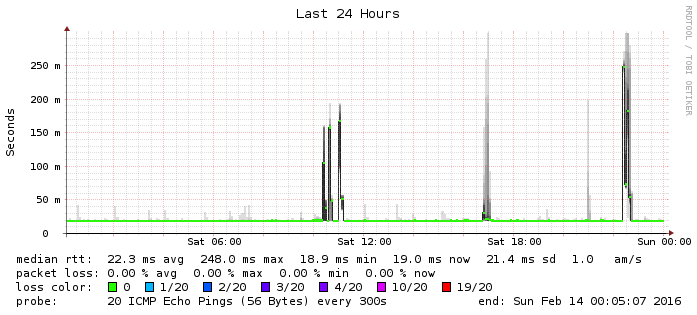 Last 24 Hours
RRDTOOL / TOBI OETIKER
Seconds
250 m
200 m
150 m
100 m
50 m
0
Sat 06:00 Sat 12:00 Sat 18:00 Sun 00:00
median rtt: 22.3 ms avg 248.0 ms max 18.9 ms min 19.0 ms now 21.4 ms sd 1.0 am/s
packet loss: 0.00 % avg 0.00 % max 0.00 % min 0.00 % now
loss color: 0 1/20 2/20 3/20 4/20 10/20 19/20
probe: 20 ICMP Echo Pings (56 Bytes) every 300s end: Sun Feb 14 00:05:07 2016